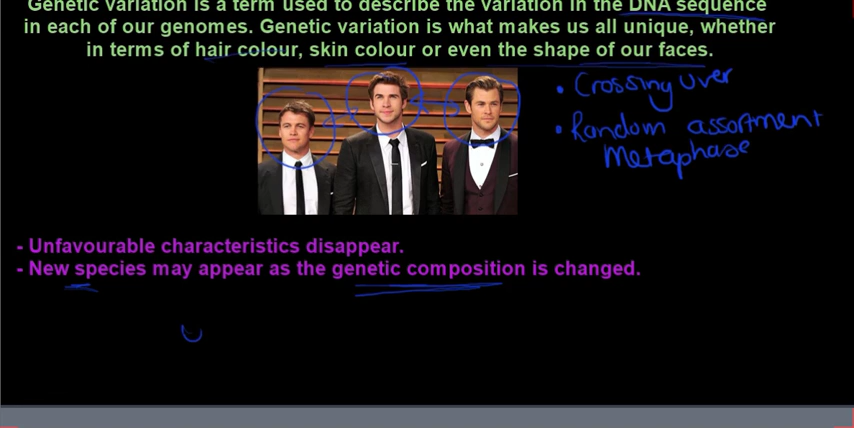 Genetic variation is a term used to describe the variation in the DNA sequence
in each of our genomes. Genetic variation is what makes us all unique, whether
in terms of hair colour, skin colour or even the shape of our faces.
• Crossing over
• Random assortment
Metaphase
- Unfavourable characteristics disappear.
- New species may appear as the genetic composition is changed.